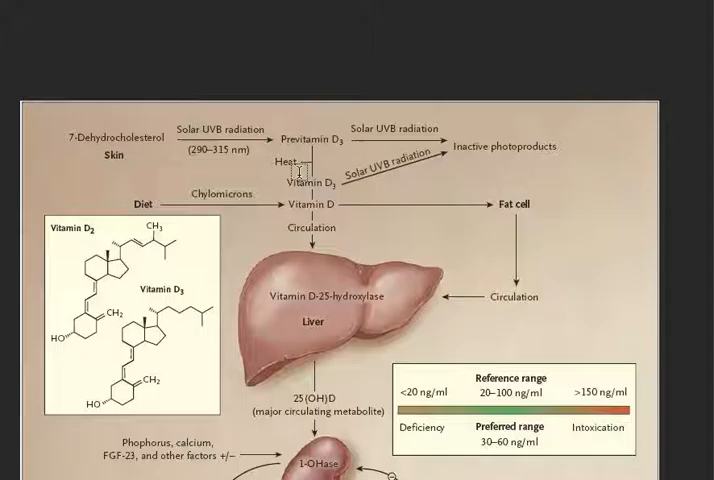 7-Dehydrocholesterol
Skin
Solar UVB radiation
(290–315 nm)
Previtamin D3
Solar UVB radiation
Inactive photoproducts
Heat
Solar UVB radiation
Vitamin D3
Diet
Chylomicrons
Vitamin D
Fat cell
Circulation
Vitamin D2
CH3
CH2
HO
Vitamin D3
CH2
HO
Vitamin D-25-hydroxylase
Liver
Circulation
25(OH)D
(major circulating metabolite)
Reference range
<20 ng/ml
20–100 ng/ml
>150 ng/ml
Deficiency
Preferred range
Intoxication
30–60 ng/ml
Phophorus, calcium,
FGF-23, and other factors +/–
1-OHase
–